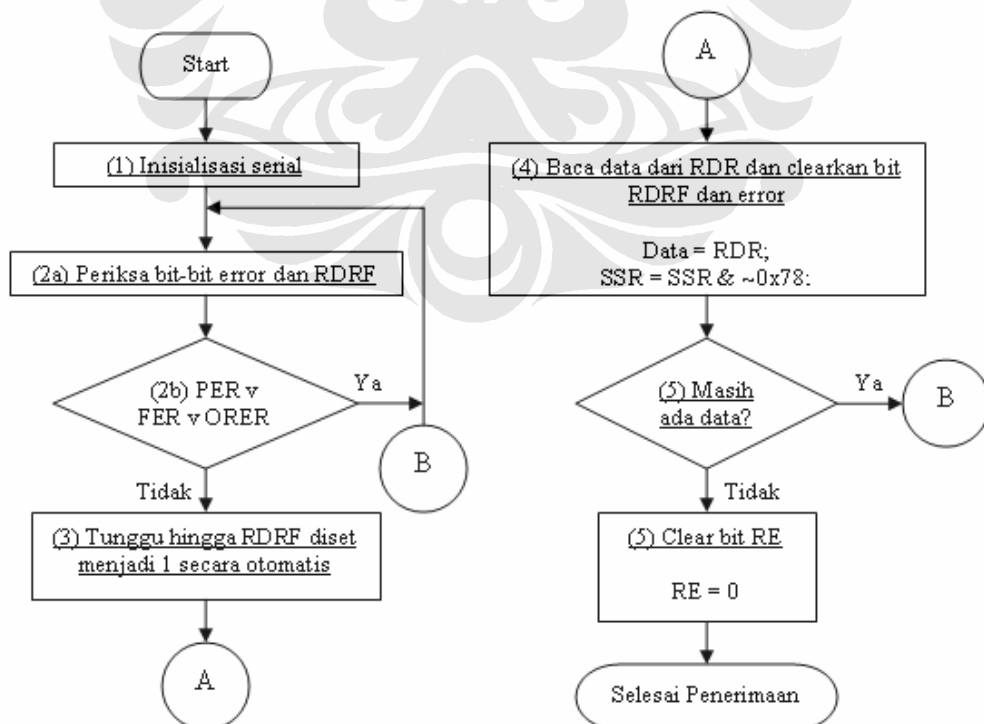 Start
(1) Inisialisasi serial
(2a) Periksa bit-bit error dan RDRF
(2b) PER v
FER v ORER
Ya
B
Tidak
(3) Tunggu hingga RDRF diset
menjadi 1 secara otomatis
A
A
(4) Baca data dari RDR dan clearkan bit
RDRF dan error
Data = RDR;
SSR = SSR & ~0x78;
(5) Masih
ada data?
Ya
B
Tidak
(5) Clear bit RE
RE = 0
Selesai Penerimaan